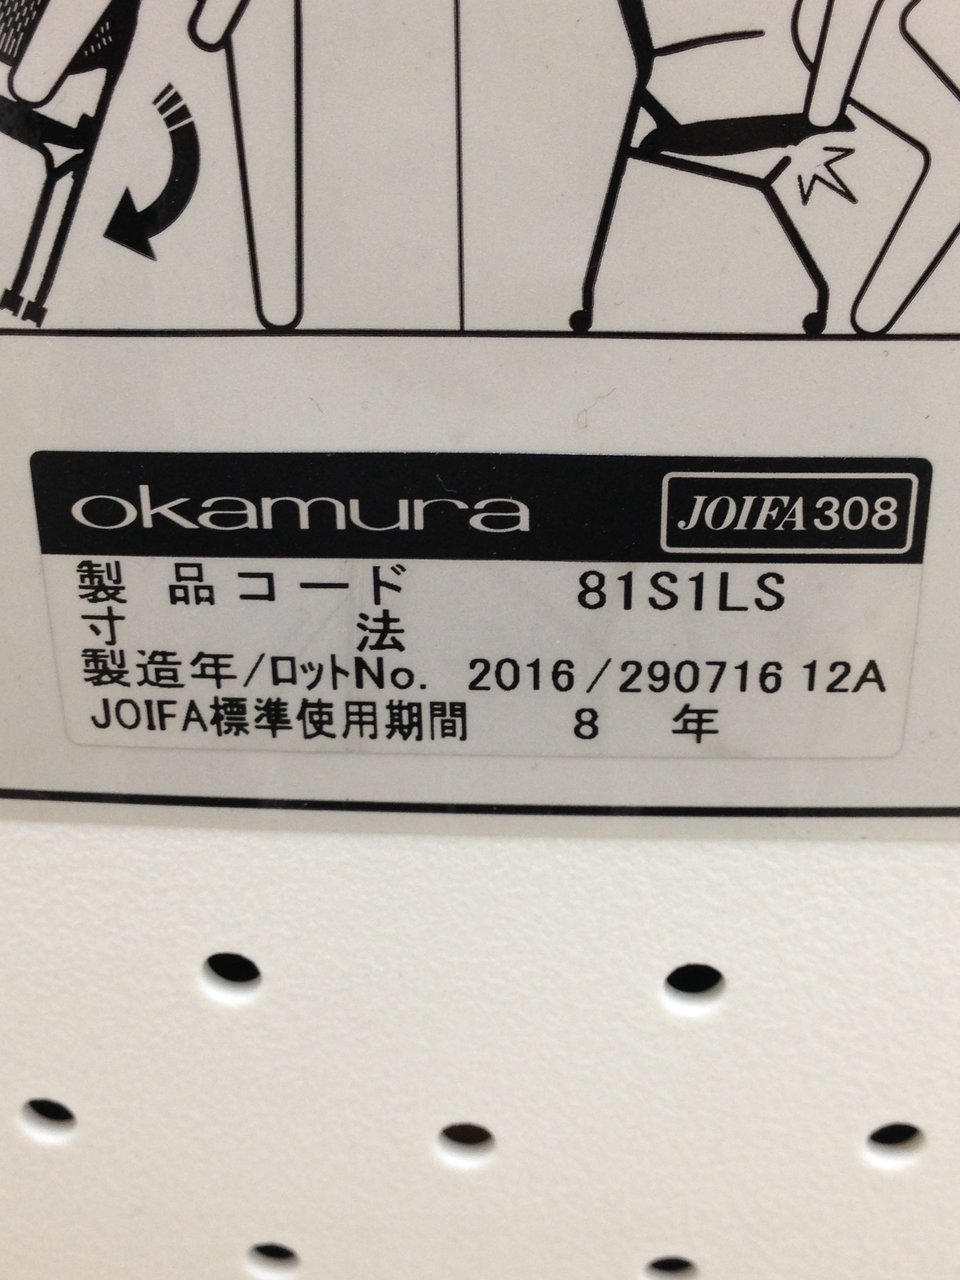 okamura JOIFA308
製品コード 81S1LS
寸法
製造年/ロットNo. 2016/290716 12A
JOIFA標準使用期間 8 年